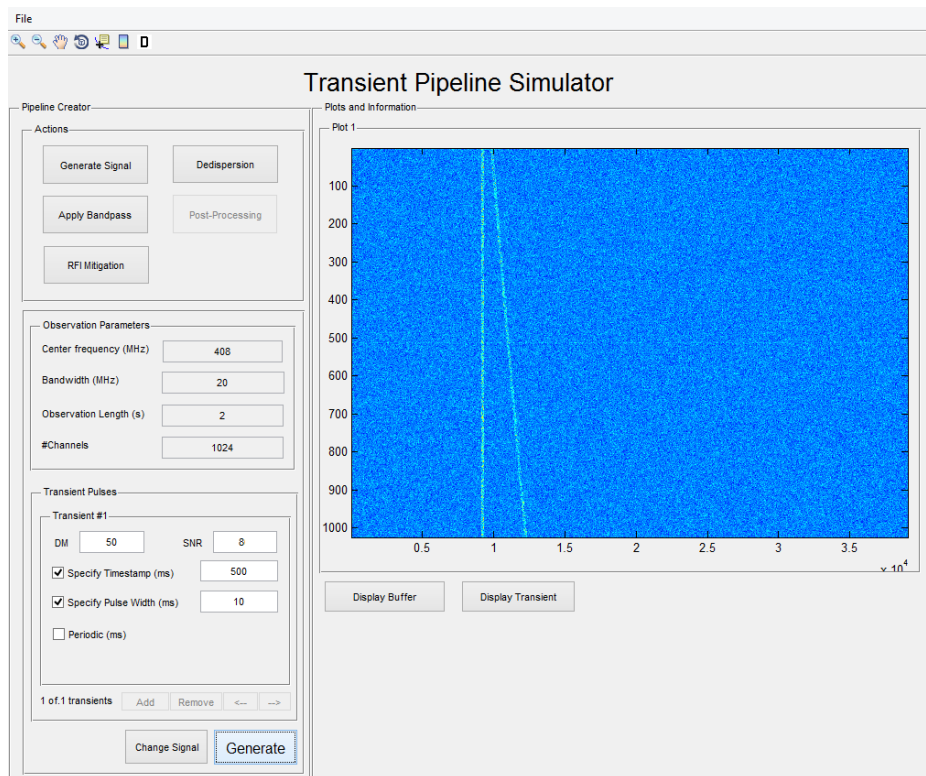 File
D
Transient Pipeline Simulator
Pipeline Creator
Actions
Generate Signal
Dedispersion
Apply Bandpass
Post-Processing
RFI Mitigation
Observation Parameters
Center frequency (MHz) 408
Bandwidth (MHz) 20
Observation Length (s) 2
#Channels 1024
Transient Pulses
Transient #1
DM 50 SNR 8
Specify Timestamp (ms) 500
Specify Pulse Width (ms) 10
Periodic (ms)
1 of.1 transients Add Remove <-- -->
Change Signal Generate
Plots and Information
Plot 1
100
200
300
400
500
600
700
800
900
1000
0.5 1 1.5 2 2.5 3 3.5
x 10^4
Display Buffer Display Transient